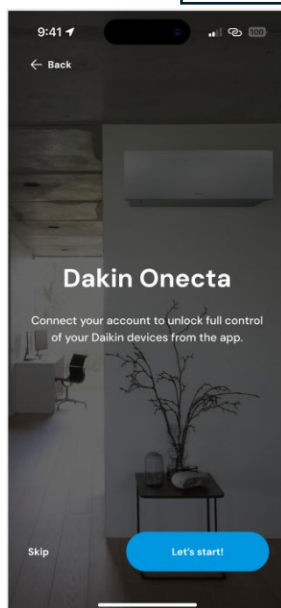 9:41
100
← Back
Dakin Onecta
Connect your account to unlock full control
of your Daikin devices from the app.
Skip
Let's start!